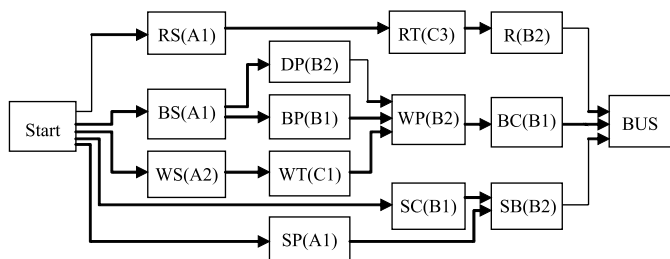 RS(A1)
RT(C3)
R(B2)
DP(B2)
Start
BS(A1)
BP(B1)
WP(B2)
BC(B1)
BUS
WS(A2)
WT(C1)
SC(B1)
SB(B2)
SP(A1)